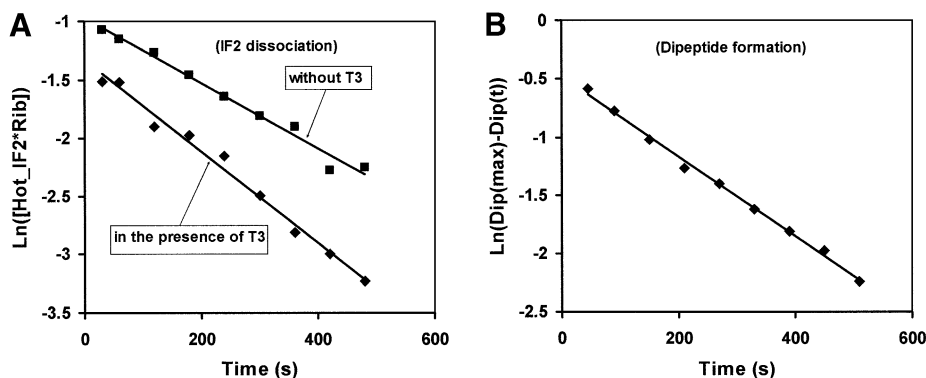 A
(IF2 dissociation)
without T3
in the presence of T3
Ln([Hot_IF2*Rib])
-1
-1.5
-2
-2.5
-3
-3.5
0
200
400
600
Time (s)
B
(Dipeptide formation)
Ln(Dip(max)-Dip(t))
0
-0.5
-1
-1.5
-2
-2.5
0
200
400
600
Time (s)